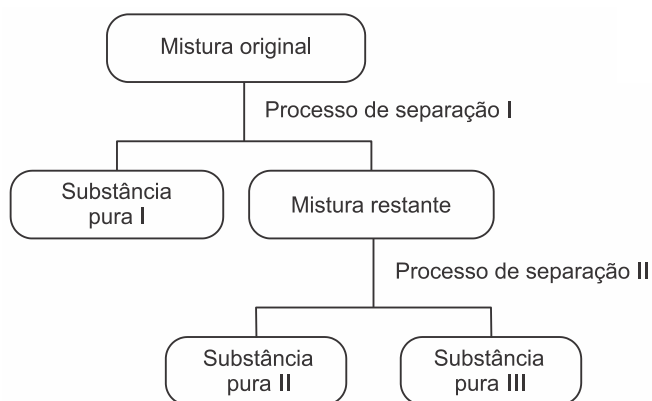 Mistura original
Processo de separação I
Substância
pura I
Mistura restante
Processo de separação II
Substância
pura II
Substância
pura III